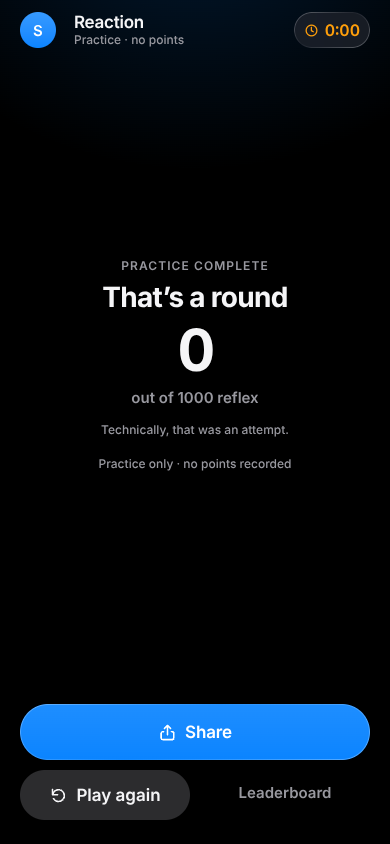 S
Reaction
Practice · no points
0:00
PRACTICE COMPLETE
That’s a round
0
out of 1000 reflex
Technically, that was an attempt.
Practice only · no points recorded
Share
Play again
Leaderboard